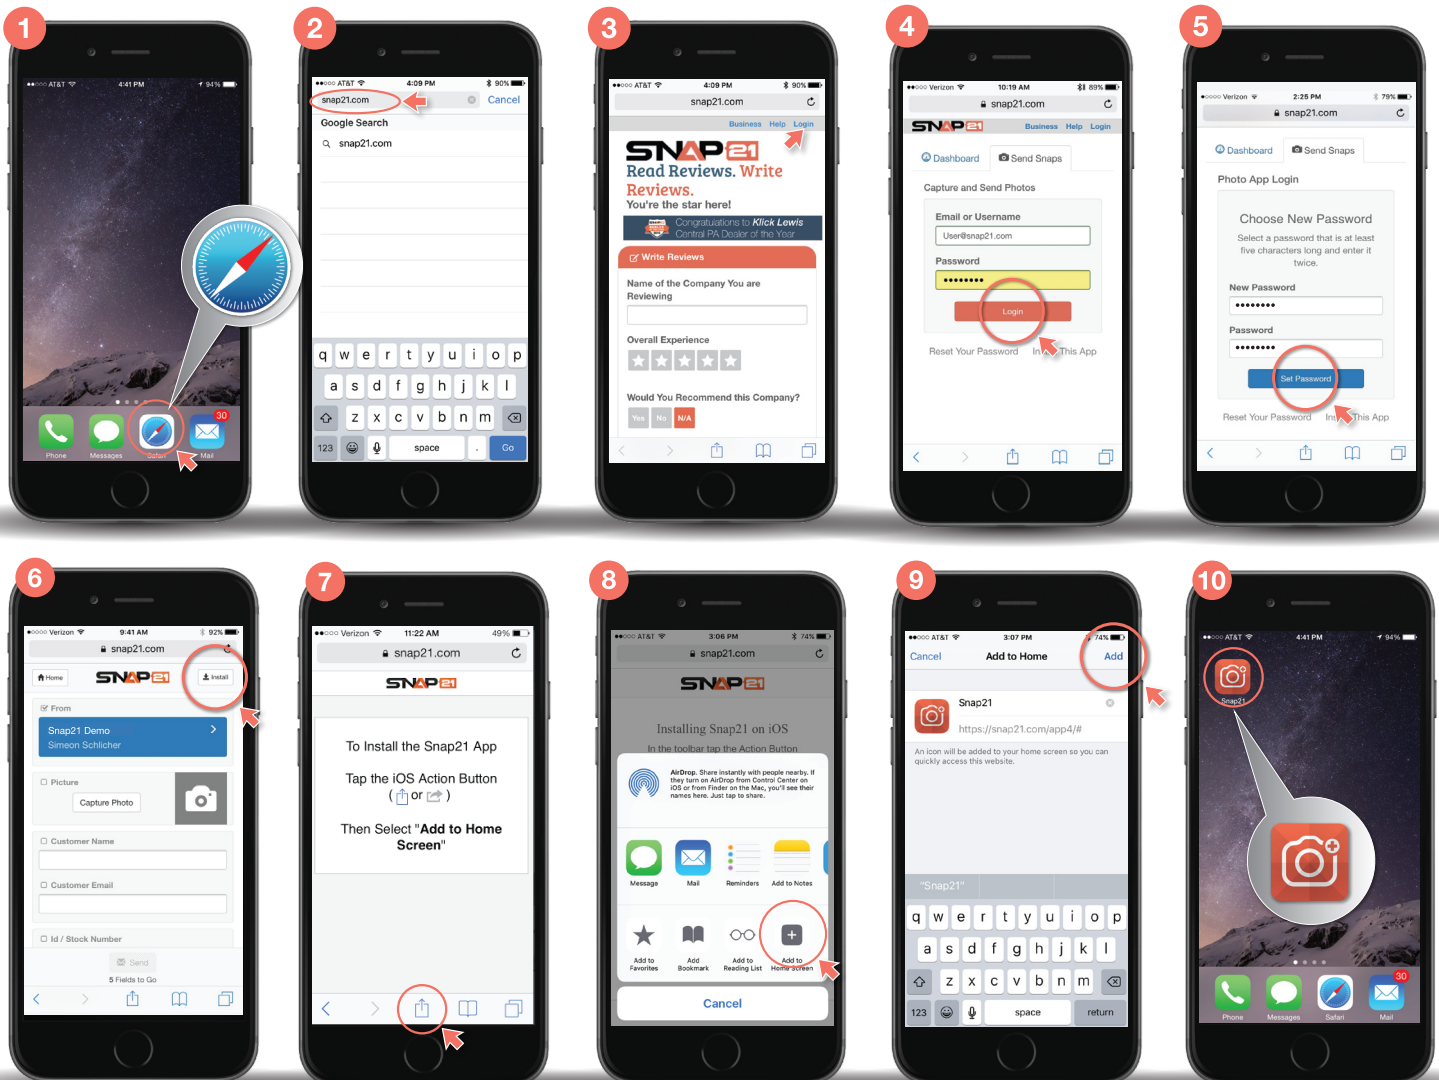 1
●●○○○ AT&T
4:41 PM
94%
30
Phone
Messages
Safari
Mail
2
●●○○○ AT&T
4:09 PM
90%
snap21.com
Cancel
Google Search
snap21.com
q w e r t y u i o p
a s d f g h j k l
z x c v b n m
123
space
.
Go
3
●●○○○ AT&T
4:09 PM
90%
snap21.com
Business Help Login
SNAP21
Read Reviews. Write
Reviews.
You're the star here!
Congratulations to Klick Lewis
Central PA Dealer of the Year
Write Reviews
Name of the Company You are
Reviewing
Overall Experience
Would You Recommend this Company?
Yes No N/A
4
●●○○○ Verizon
10:19 AM
89%
snap21.com
SNAP21
Business Help Login
Dashboard
Send Snaps
Capture and Send Photos
Email or Username
User@snap21.com
Password
••••••••
Login
Reset Your Password
This App
5
●○○○○ Verizon
2:25 PM
79%
snap21.com
Dashboard
Send Snaps
Photo App Login
Choose New Password
Select a password that is at least
five characters long and enter it
twice.
New Password
••••••••
Password
••••••••
Set Password
Reset Your Password
This App
6
●○○○○ Verizon
9:41 AM
92%
snap21.com
Home
SNAP21
Install
From
Snap21 Demo
Simeon Schlicher
Picture
Capture Photo
Customer Name
Customer Email
Id / Stock Number
Send
5 Fields to Go
7
●●○○○ Verizon
11:22 AM
49%
snap21.com
SNAP21
To Install the Snap21 App
Tap the iOS Action Button
( or )
Then Select "Add to Home
Screen"
8
●●○○○ AT&T
3:06 PM
74%
snap21.com
SNAP21
Installing Snap21 on iOS
In the toolbar tap the Action Button
AirDrop. Share instantly with people nearby. If
they turn on AirDrop from Control Center on
iOS or from Finder on the Mac, you'll see their
names here. Just tap to share.
Message
Mail
Reminders
Add to Notes
Add to
Favorites
Add
Bookmark
Add to
Reading List
Add to
Home Screen
Cancel
9
●●○○○ AT&T
3:07 PM
74%
Cancel
Add to Home
Add
Snap21
https://snap21.com/app4/#
An icon will be added to your home screen so you can
quickly access this website.
"Snap21"
q w e r t y u i o p
a s d f g h j k l
z x c v b n m
123
space
return
10
●●○○○ AT&T
4:41 PM
94%
Snap21
30
Phone
Messages
Safari
Mail